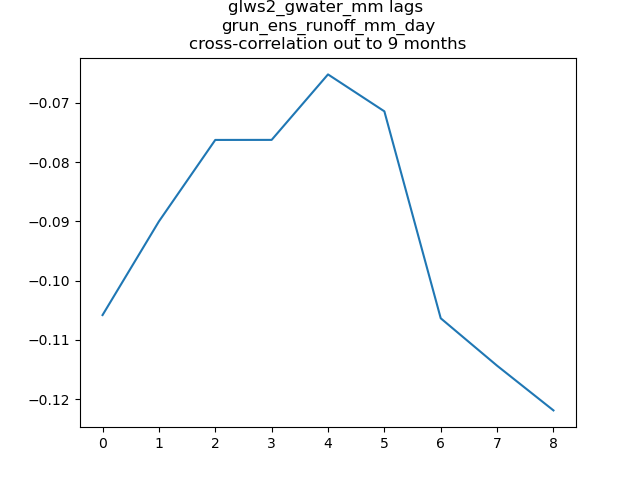 glws2_gwater_mm lags
grun_ens_runoff_mm_day
cross-correlation out to 9 months
−0.07
−0.08
−0.09
−0.10
−0.11
−0.12
0 1 2 3 4 5 6 7 8